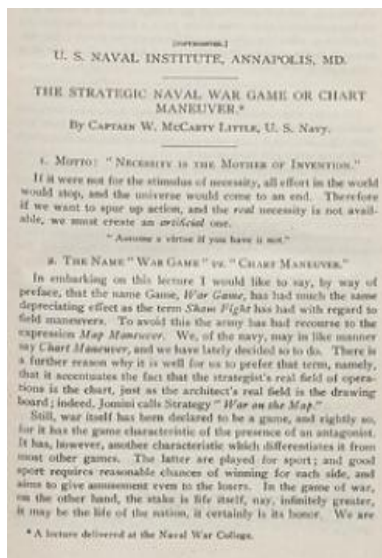 [COPYRIGHTED.]
U. S. NAVAL INSTITUTE, ANNAPOLIS, MD.
THE STRATEGIC NAVAL WAR GAME OR CHART
MANEUVER.*
By Captain W. McCarty Little, U. S. Navy.
1. Motto: "Necessity is the Mother of Invention."
If it were not for the stimulus of necessity, all effort in the world
would stop, and the universe would come to an end. Therefore
if we want to spur up action, and the real necessity is not avail-
able, we must create an artificial one.
"Assume a virtue if you have it not."
2. The Name "War Game" vs. "Chart Maneuver."
In embarking on this lecture I would like to say, by way of
preface, that the name Game, War Game, has had much the same
depreciating effect as the term Sham Fight has had with regard to
field maneuvers. To avoid this the army has had recourse to the
expression Map Maneuver. We, of the navy, may in like manner
say Chart Maneuver, and we have lately decided so to do. There is
a further reason why it is well for us to prefer that term, namely,
that it accentuates the fact that the strategist's real field of opera-
tions is the chart, just as the architect's real field is the drawing
board; indeed, Jomini calls Strategy "War on the Map."
Still, war itself has been declared to be a game, and rightly so,
for it has the game characteristic of the presence of an antagonist.
It has, however, another characteristic which differentiates it from
most other games. The latter are played for sport; and good
sport requires reasonable chances of winning for each side, and
aims to give amusement even to the losers. In the game of war,
on the other hand, the stake is life itself, nay, infinitely greater,
it may be the life of the nation, it certainly is its honor. We are
* A lecture delivered at the Naval War College.